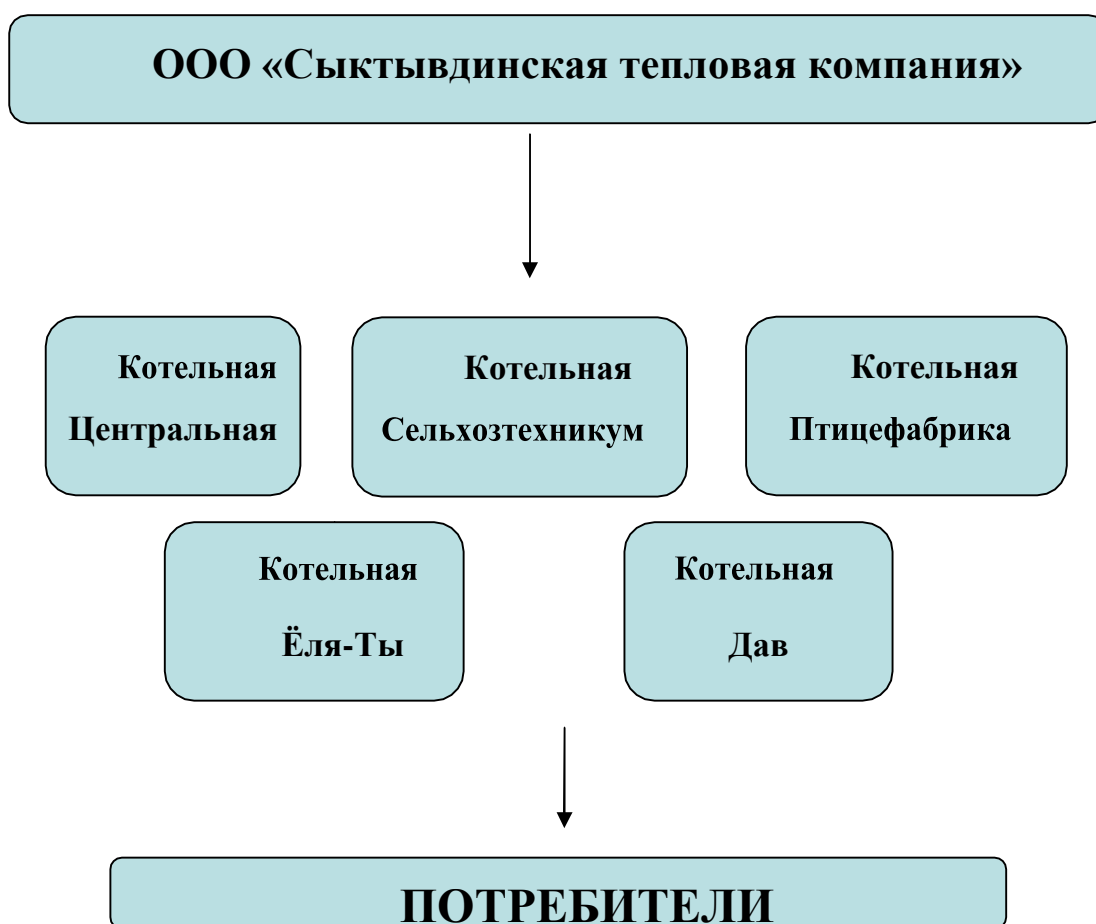 ООО «Сыктывдинская тепловая компания»
Котельная
Центральная
Котельная
Сельхозтехникум
Котельная
Птицефабрика
Котельная
Ёля-Ты
Котельная
Дав
ПОТРЕБИТЕЛИ